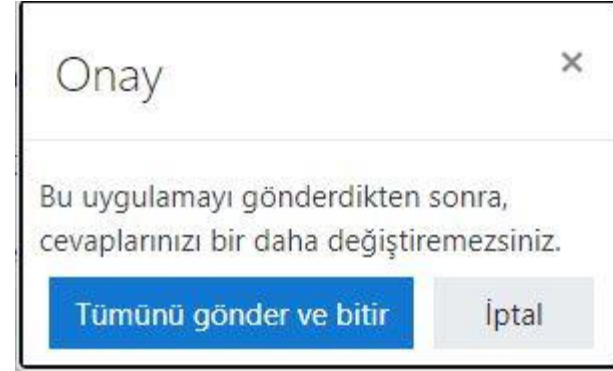 Onay ×
Bu uygulamayı gönderdikten sonra,
cevaplarınızı bir daha değiştiremezsiniz.
Tümünü gönder ve bitir İptal